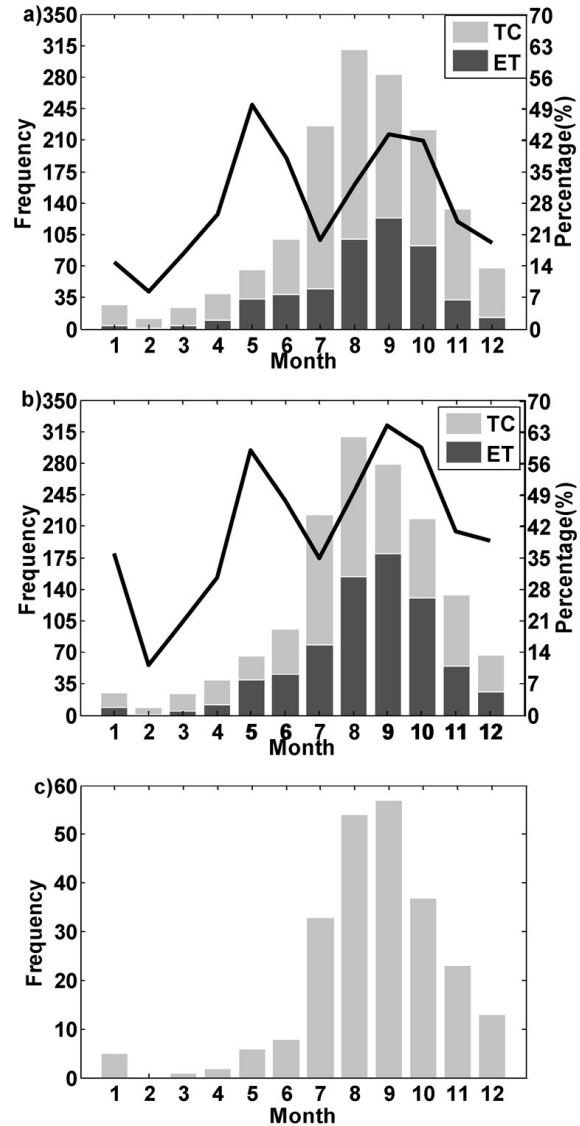 a)
350
315
280
245
210
175
140
105
70
35
0
Frequency
TC
ET
70
63
56
49
42
35
28
21
14
7
0
Percentage(%)
1 2 3 4 5 6 7 8 9 10 11 12
Month
b)
350
315
280
245
210
175
140
105
70
35
0
Frequency
TC
ET
70
63
56
49
42
35
28
21
14
7
0
Percentage(%)
1 2 3 4 5 6 7 8 9 10 11 12
Month
c)
60
50
40
30
20
10
0
Frequency
1 2 3 4 5 6 7 8 9 10 11 12
Month